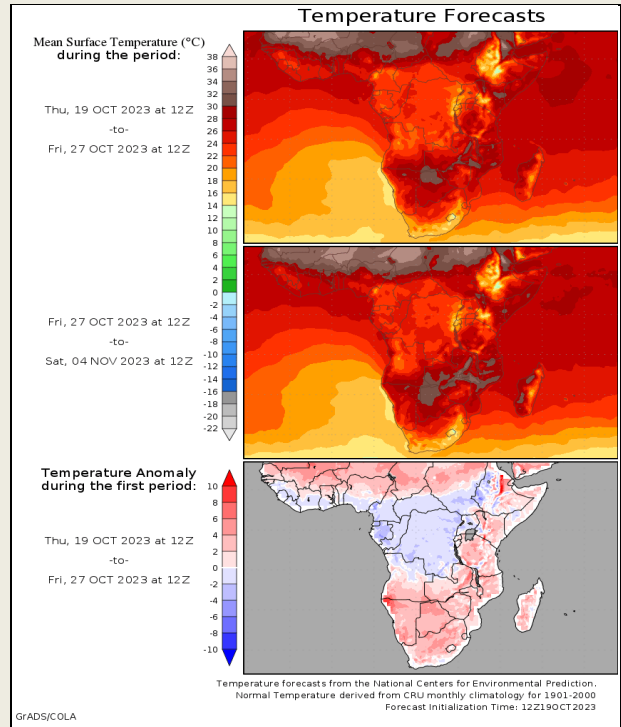 Temperature Forecasts
Mean Surface Temperature (°C)
during the period:
Thu, 19 OCT 2023 at 12Z
-to-
Fri, 27 OCT 2023 at 12Z
38
36
34
32
30
28
26
24
22
20
18
16
14
12
10
8
6
4
2
0
-2
-4
-6
-8
-10
-12
-14
-16
-18
-20
-22
Fri, 27 OCT 2023 at 12Z
-to-
Sat, 04 NOV 2023 at 12Z
Temperature Anomaly
during the first period:
Thu, 19 OCT 2023 at 12Z
-to-
Fri, 27 OCT 2023 at 12Z
10
8
6
4
2
0
-2
-4
-6
-8
-10
Temperature forecasts from the National Centers for Environmental Prediction.
Normal Temperature derived from CRU monthly climatology for 1901-2000
Forecast Initialization Time: 12Z19OCT2023
GrADS/COLA